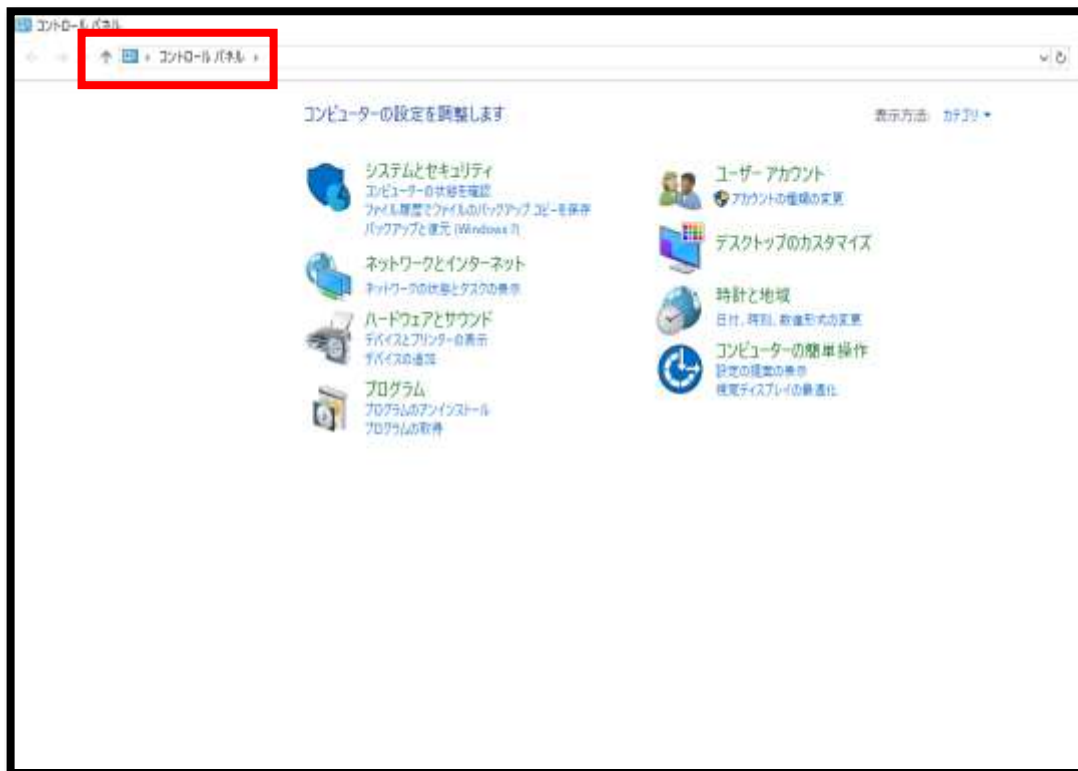 コントロール パネル
コントロール パネル
コンピューターの設定を調整します
表示方法: カテゴリ
システムとセキュリティ
コンピューターの状態を確認
ファイル履歴でファイルのバックアップ コピーを保存
バックアップと復元 (Windows 7)
ネットワークとインターネット
ネットワークの状態とタスクの表示
ハードウェアとサウンド
デバイスとプリンターの表示
デバイスの追加
プログラム
プログラムのアンインストール
プログラムの取得
ユーザー アカウント
アカウントの種類の変更
デスクトップのカスタマイズ
時計と地域
日付、時刻、数値形式の変更
コンピューターの簡単操作
設定の提案の表示
視覚ディスプレイの最適化